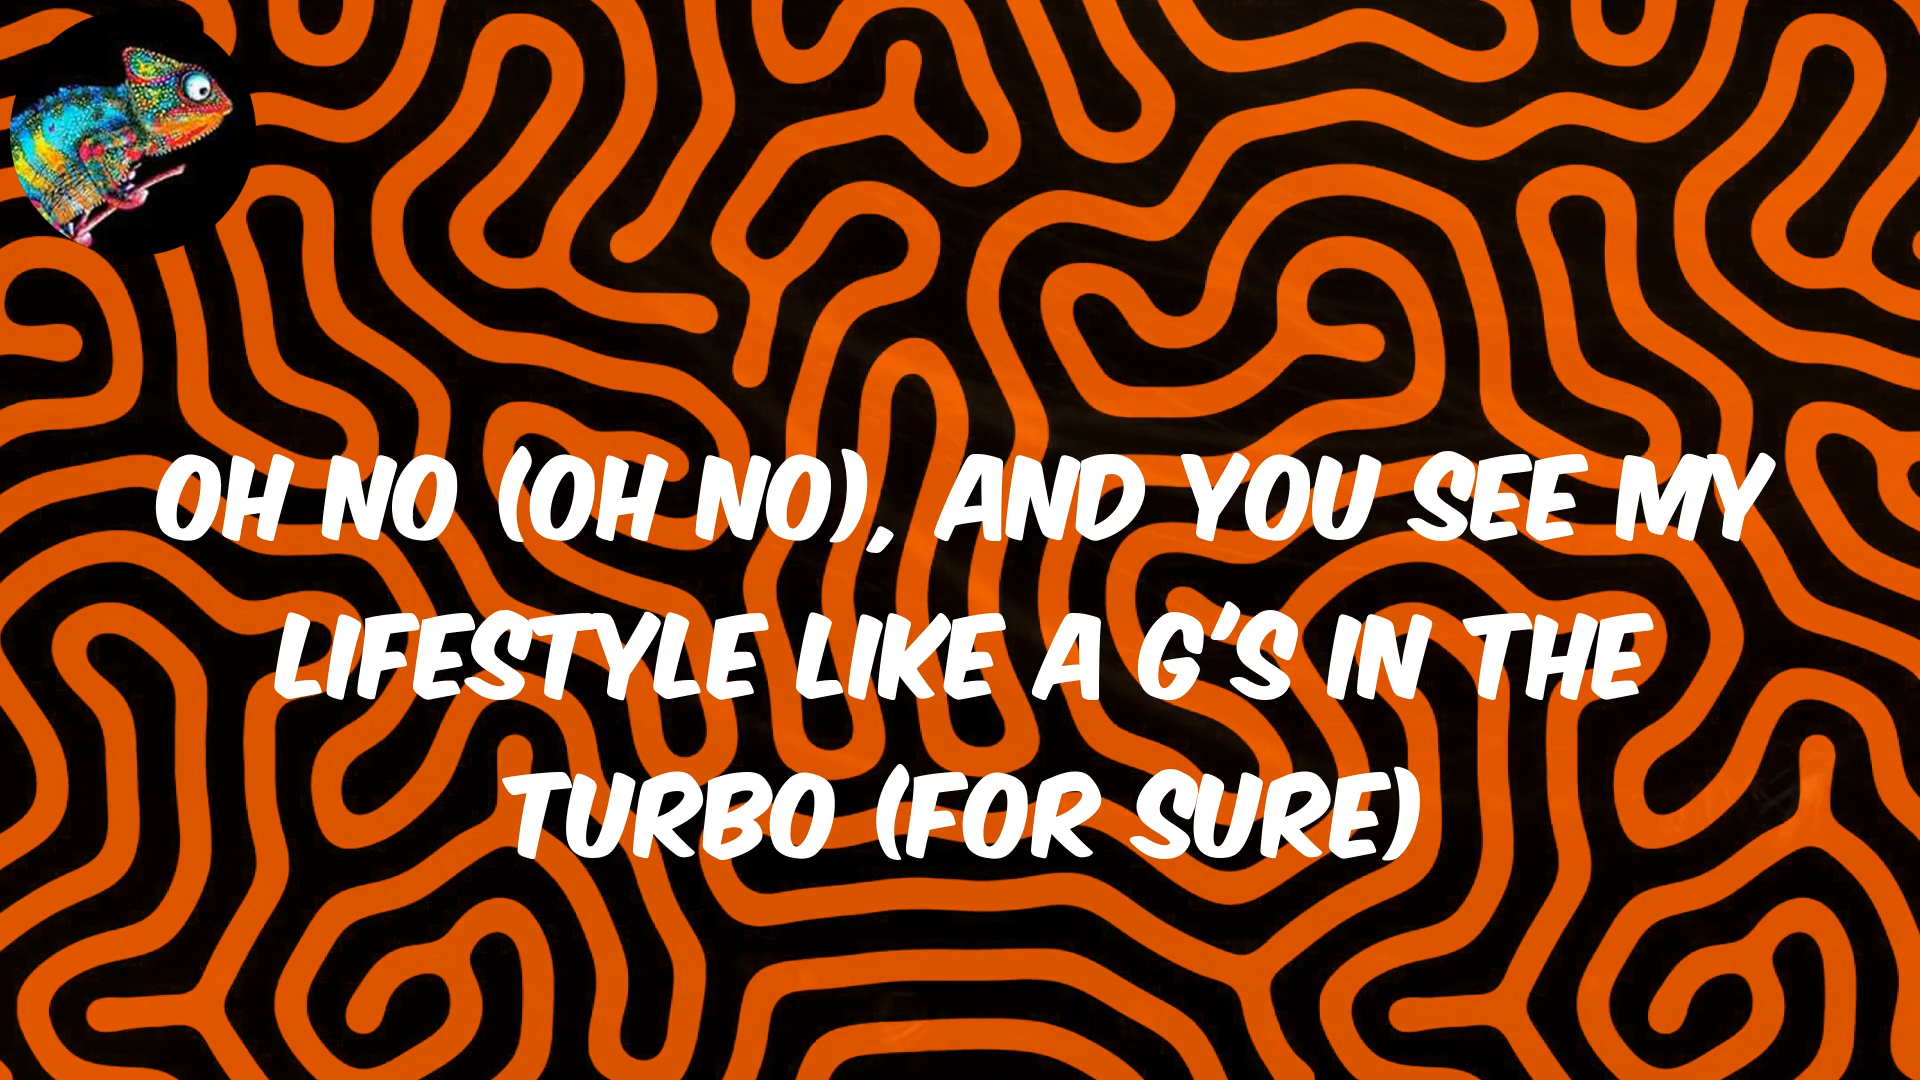 OH NO (OH NO), AND YOU SEE MY
LIFESTYLE LIKE A G'S IN THE
TURBO (FOR SURE)